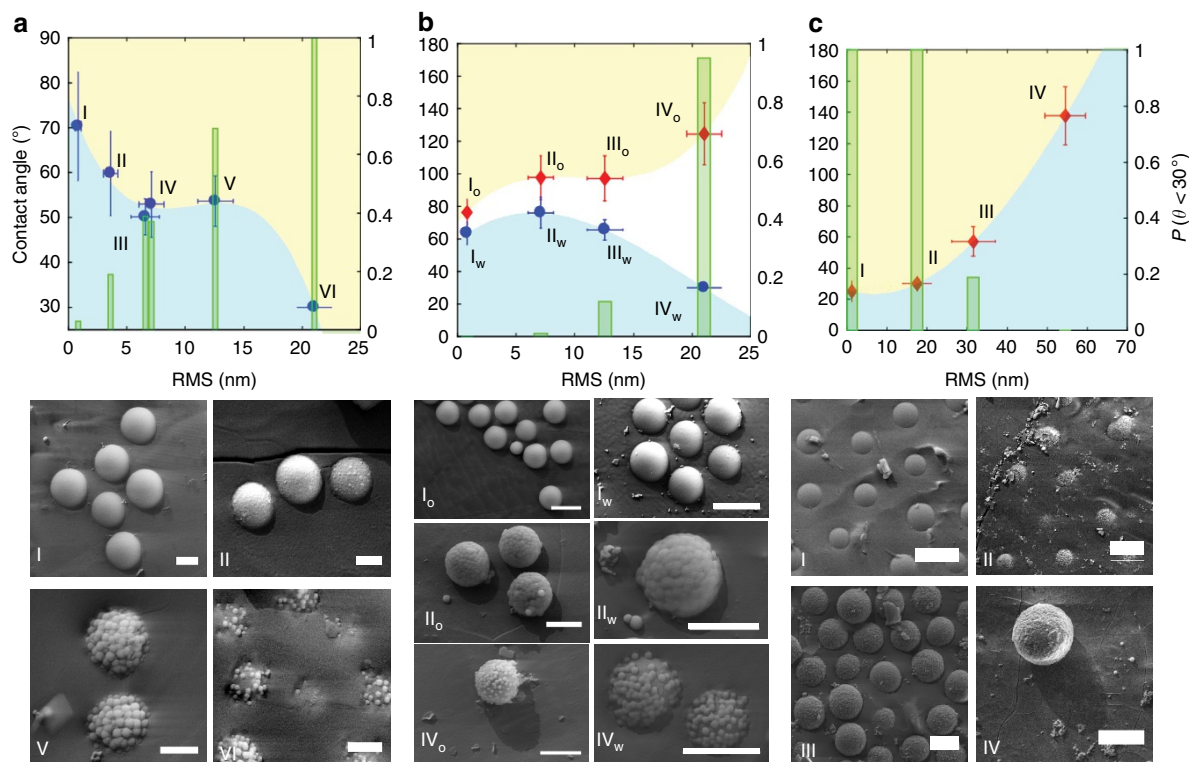 a
b
c
90
80
70
60
50
40
30
Contact angle (°)
I
II
III
IV
V
VI
1
0.8
0.6
0.4
0.2
0
0
5
10
15
20
25
RMS (nm)
180
160
140
120
100
80
60
40
20
0
Io
Iw
IIo
IIw
IIIo
IIIw
IVo
IVw
1
0.8
0.6
0.4
0.2
0
0
5
10
15
20
25
RMS (nm)
180
160
140
120
100
80
60
40
20
0
I
II
III
IV
1
0.8
0.6
0.4
0.2
0
P (θ < 30°)
0
10
20
30
40
50
60
70
RMS (nm)
I
II
V
VI
Io
Iw
IIo
IIw
IVo
IVw
I
II
III
IV